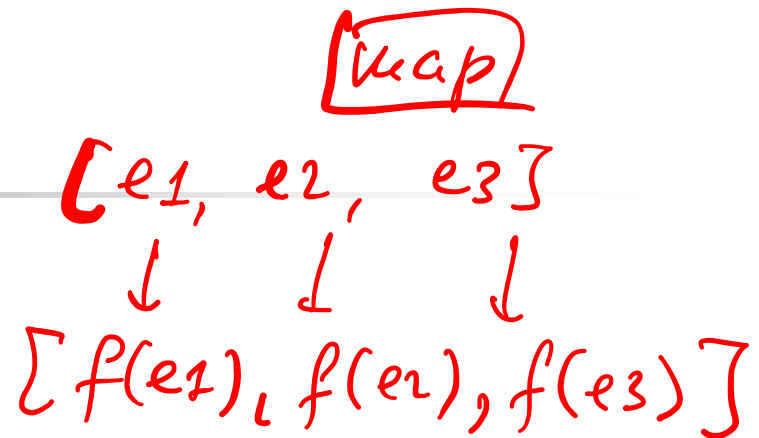 map
[e1, e2, e3]
[f(e1), f(e2), f(e3)]